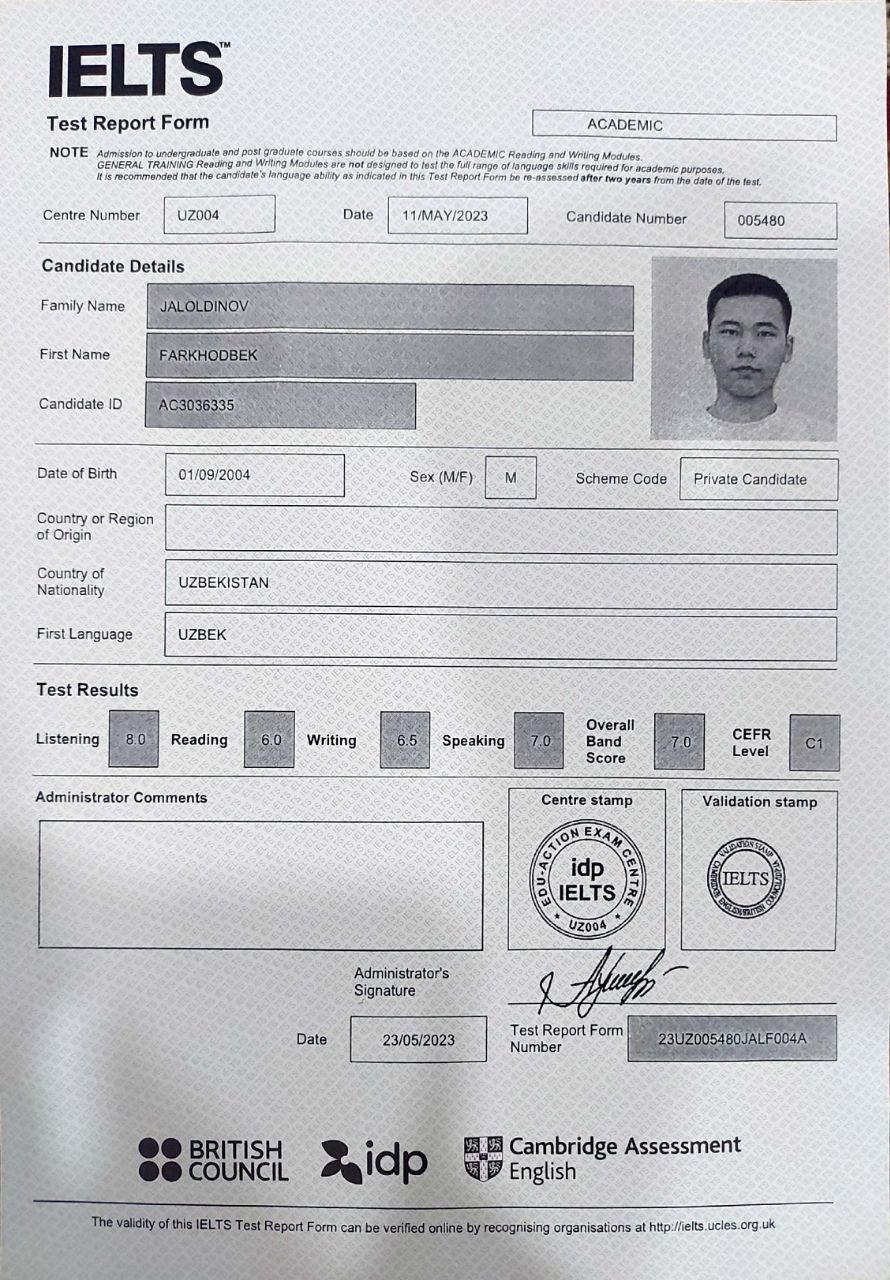 IELTS™
Test Report Form
ACADEMIC
NOTE Admission to undergraduate and post graduate courses should be based on the ACADEMIC Reading and Writing Modules.
GENERAL TRAINING Reading and Writing Modules are not designed to test the full range of language skills required for academic purposes.
It is recommended that the candidate's language ability as indicated in this Test Report Form be re-assessed after two years from the date of the test.
Centre Number UZ004 Date 11/MAY/2023 Candidate Number 005480
Candidate Details
Family Name JALOLDINOV
First Name FARKHODBEK
Candidate ID AC3036335
Date of Birth 01/09/2004 Sex (M/F) M Scheme Code Private Candidate
Country or Region
of Origin
Country of
Nationality UZBEKISTAN
First Language UZBEK
Test Results
Listening 8.0 Reading 6.0 Writing 6.5 Speaking 7.0 Overall Band Score 7.0 CEFR Level C1
Administrator Comments
Centre stamp
EDU-ACTION EXAM CENTRE
idp
IELTS
UZ004
Validation stamp
VALIDATION STAMP
IELTS
Administrator's
Signature
Date 23/05/2023
Test Report Form
Number 23UZ005480JALF004A
BRITISH
COUNCIL
idp
Cambridge Assessment
English
The validity of this IELTS Test Report Form can be verified online by recognising organisations at http://ielts.ucles.org.uk